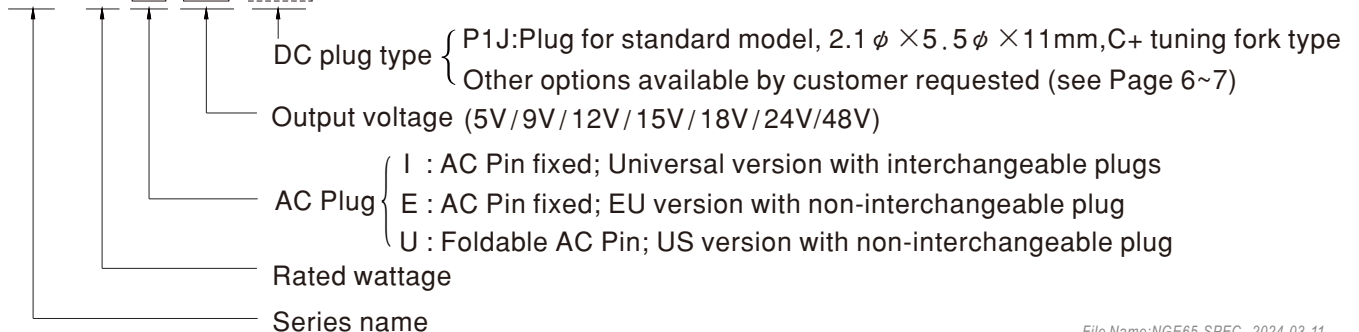 DC plug type { P1J:Plug for standard model, 2.1 φ ×5.5 φ ×11mm,C+ tuning fork type
Other options available by customer requested (see Page 6~7)
Output voltage (5V/9V/12V/15V/18V/24V/48V)
I : AC Pin fixed; Universal version with interchangeable plugs
AC Plug { E : AC Pin fixed; EU version with non-interchangeable plug
U : Foldable AC Pin; US version with non-interchangeable plug
Rated wattage
Series name
File Name:NGE65-SPEC 2024-03-11